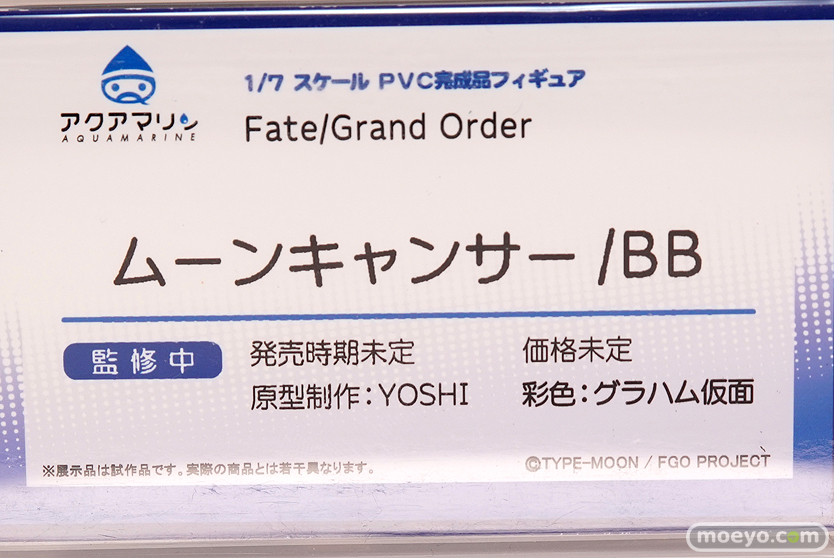 1/7 スケール PVC完成品フィギュア
アクアマリン
AQUAMARINE
Fate/Grand Order
ムーンキャンサー/BB
監修中
発売時期未定
価格未定
原型制作:YOSHI
彩色:グラハム仮面
※展示品は試作品です。実際の商品とは若干異なります。
©TYPE-MOON / FGO PROJECT
moeyo.com